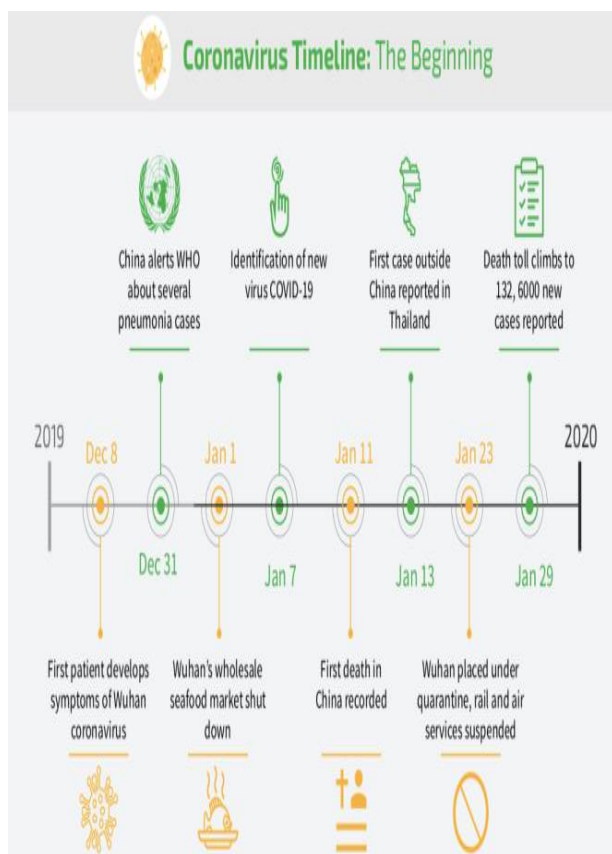 Coronavirus Timeline: The Beginning
China alerts WHO
about several
pneumonia cases
Identification of new
virus COVID-19
First case outside
China reported in
Thailand
Death toll climbs to
132, 6000 new
cases reported
2019
Dec 8
Jan 1
Jan 11
Jan 23
2020
Dec 31
Jan 7
Jan 13
Jan 29
First patient develops
symptoms of Wuhan
coronavirus
Wuhan's wholesale
seafood market shut
down
First death in
China recorded
Wuhan placed under
quarantine, rail and air
services suspended